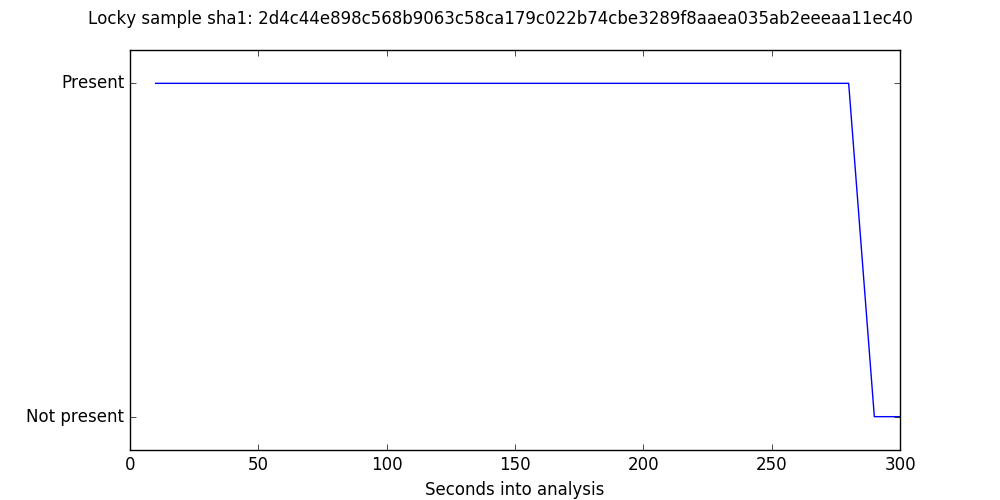 Locky sample sha1: 2d4c44e898c568b9063c58ca179c022b74cbe3289f8aaea035ab2eeeaa11ec40
Present
Not present
0 50 100 150 200 250 300
Seconds into analysis